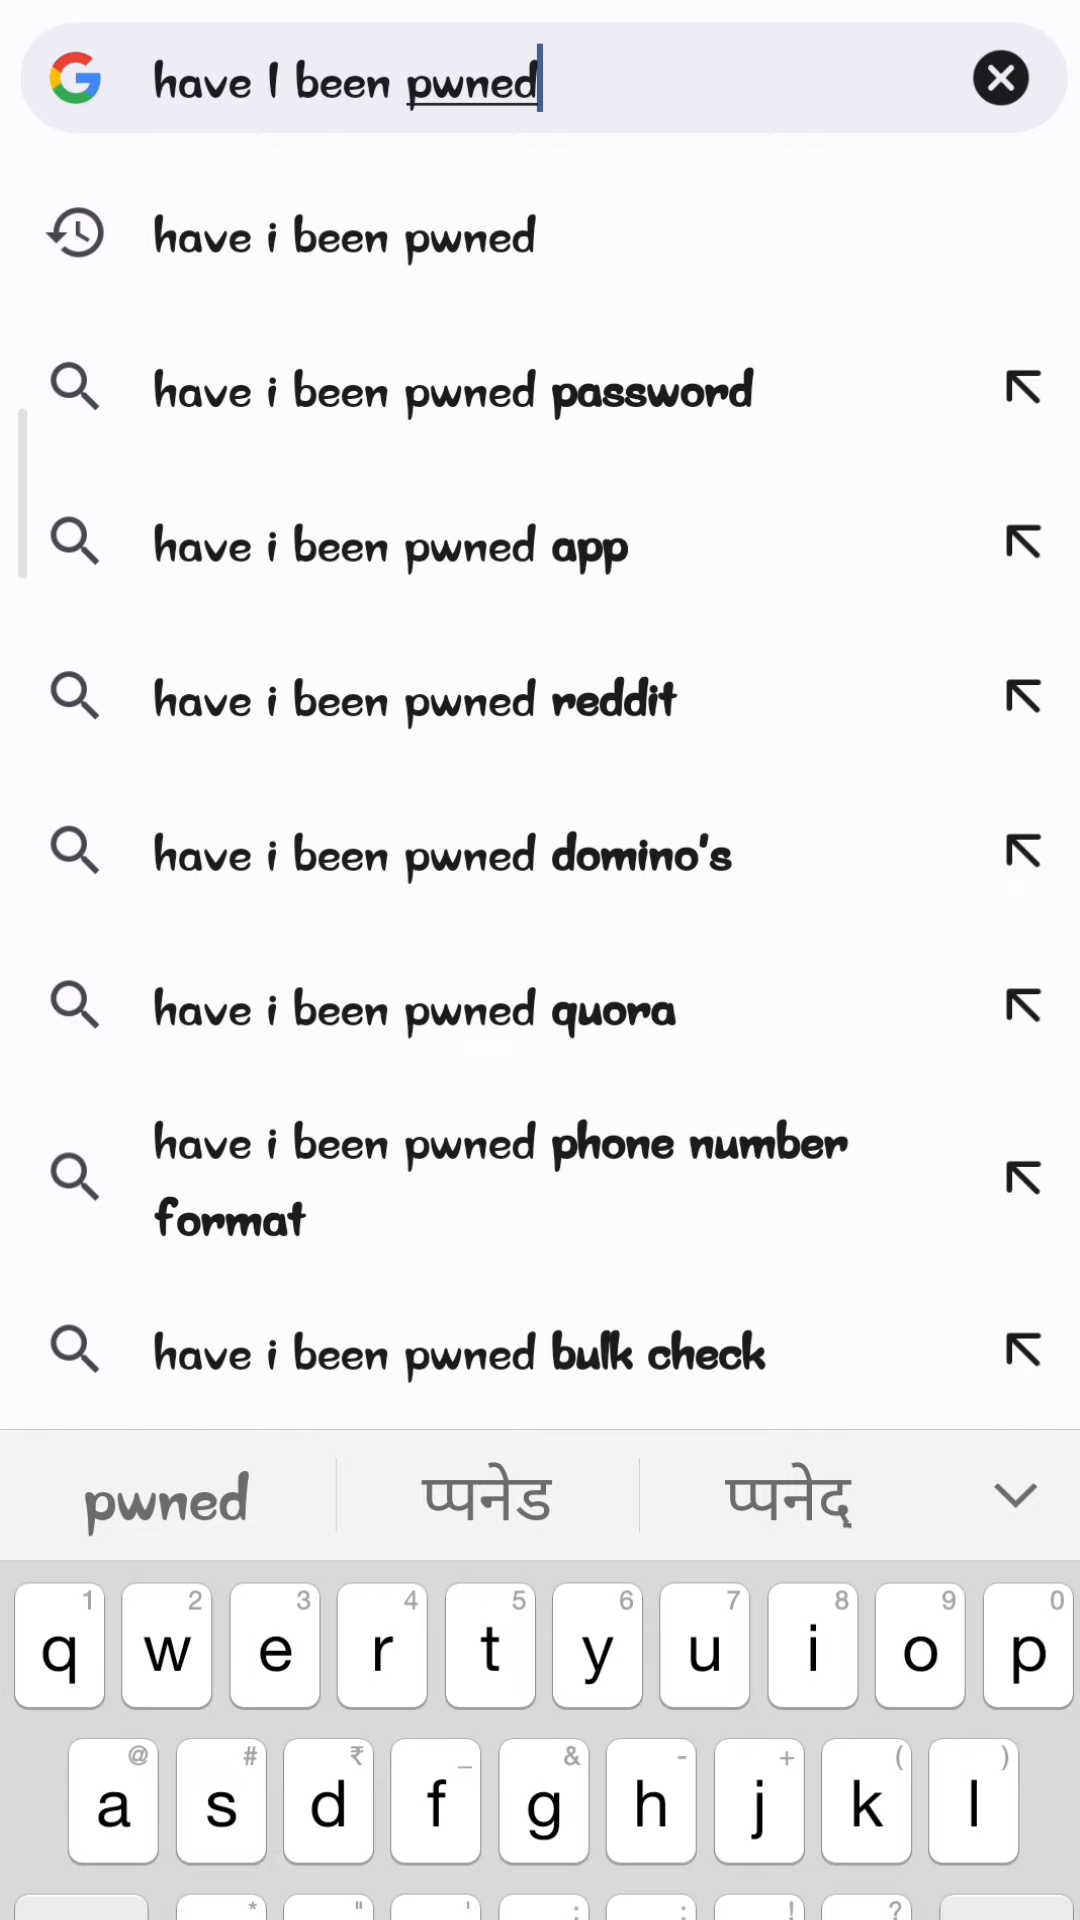 have I been pwned
have i been pwned
have i been pwned password
have i been pwned app
have i been pwned reddit
have i been pwned domino's
have i been pwned quora
have i been pwned phone number
format
have i been pwned bulk check
pwned प्पनेड प्पनेद्
1 2 3 4 5 6 7 8 9 0
q w e r t y u i o p
@ # ₹ _ & - + ( )
a s d f g h j k l
* " ' : ; ! ?